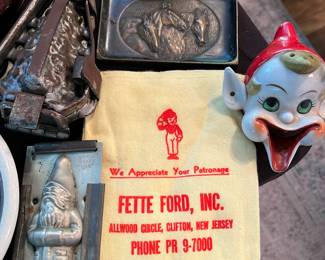 We Appreciate Your Patronage
FETTE FORD, INC.
ALLWOOD CIRCLE, CLIFTON, NEW JERSEY
PHONE PR 9-7000